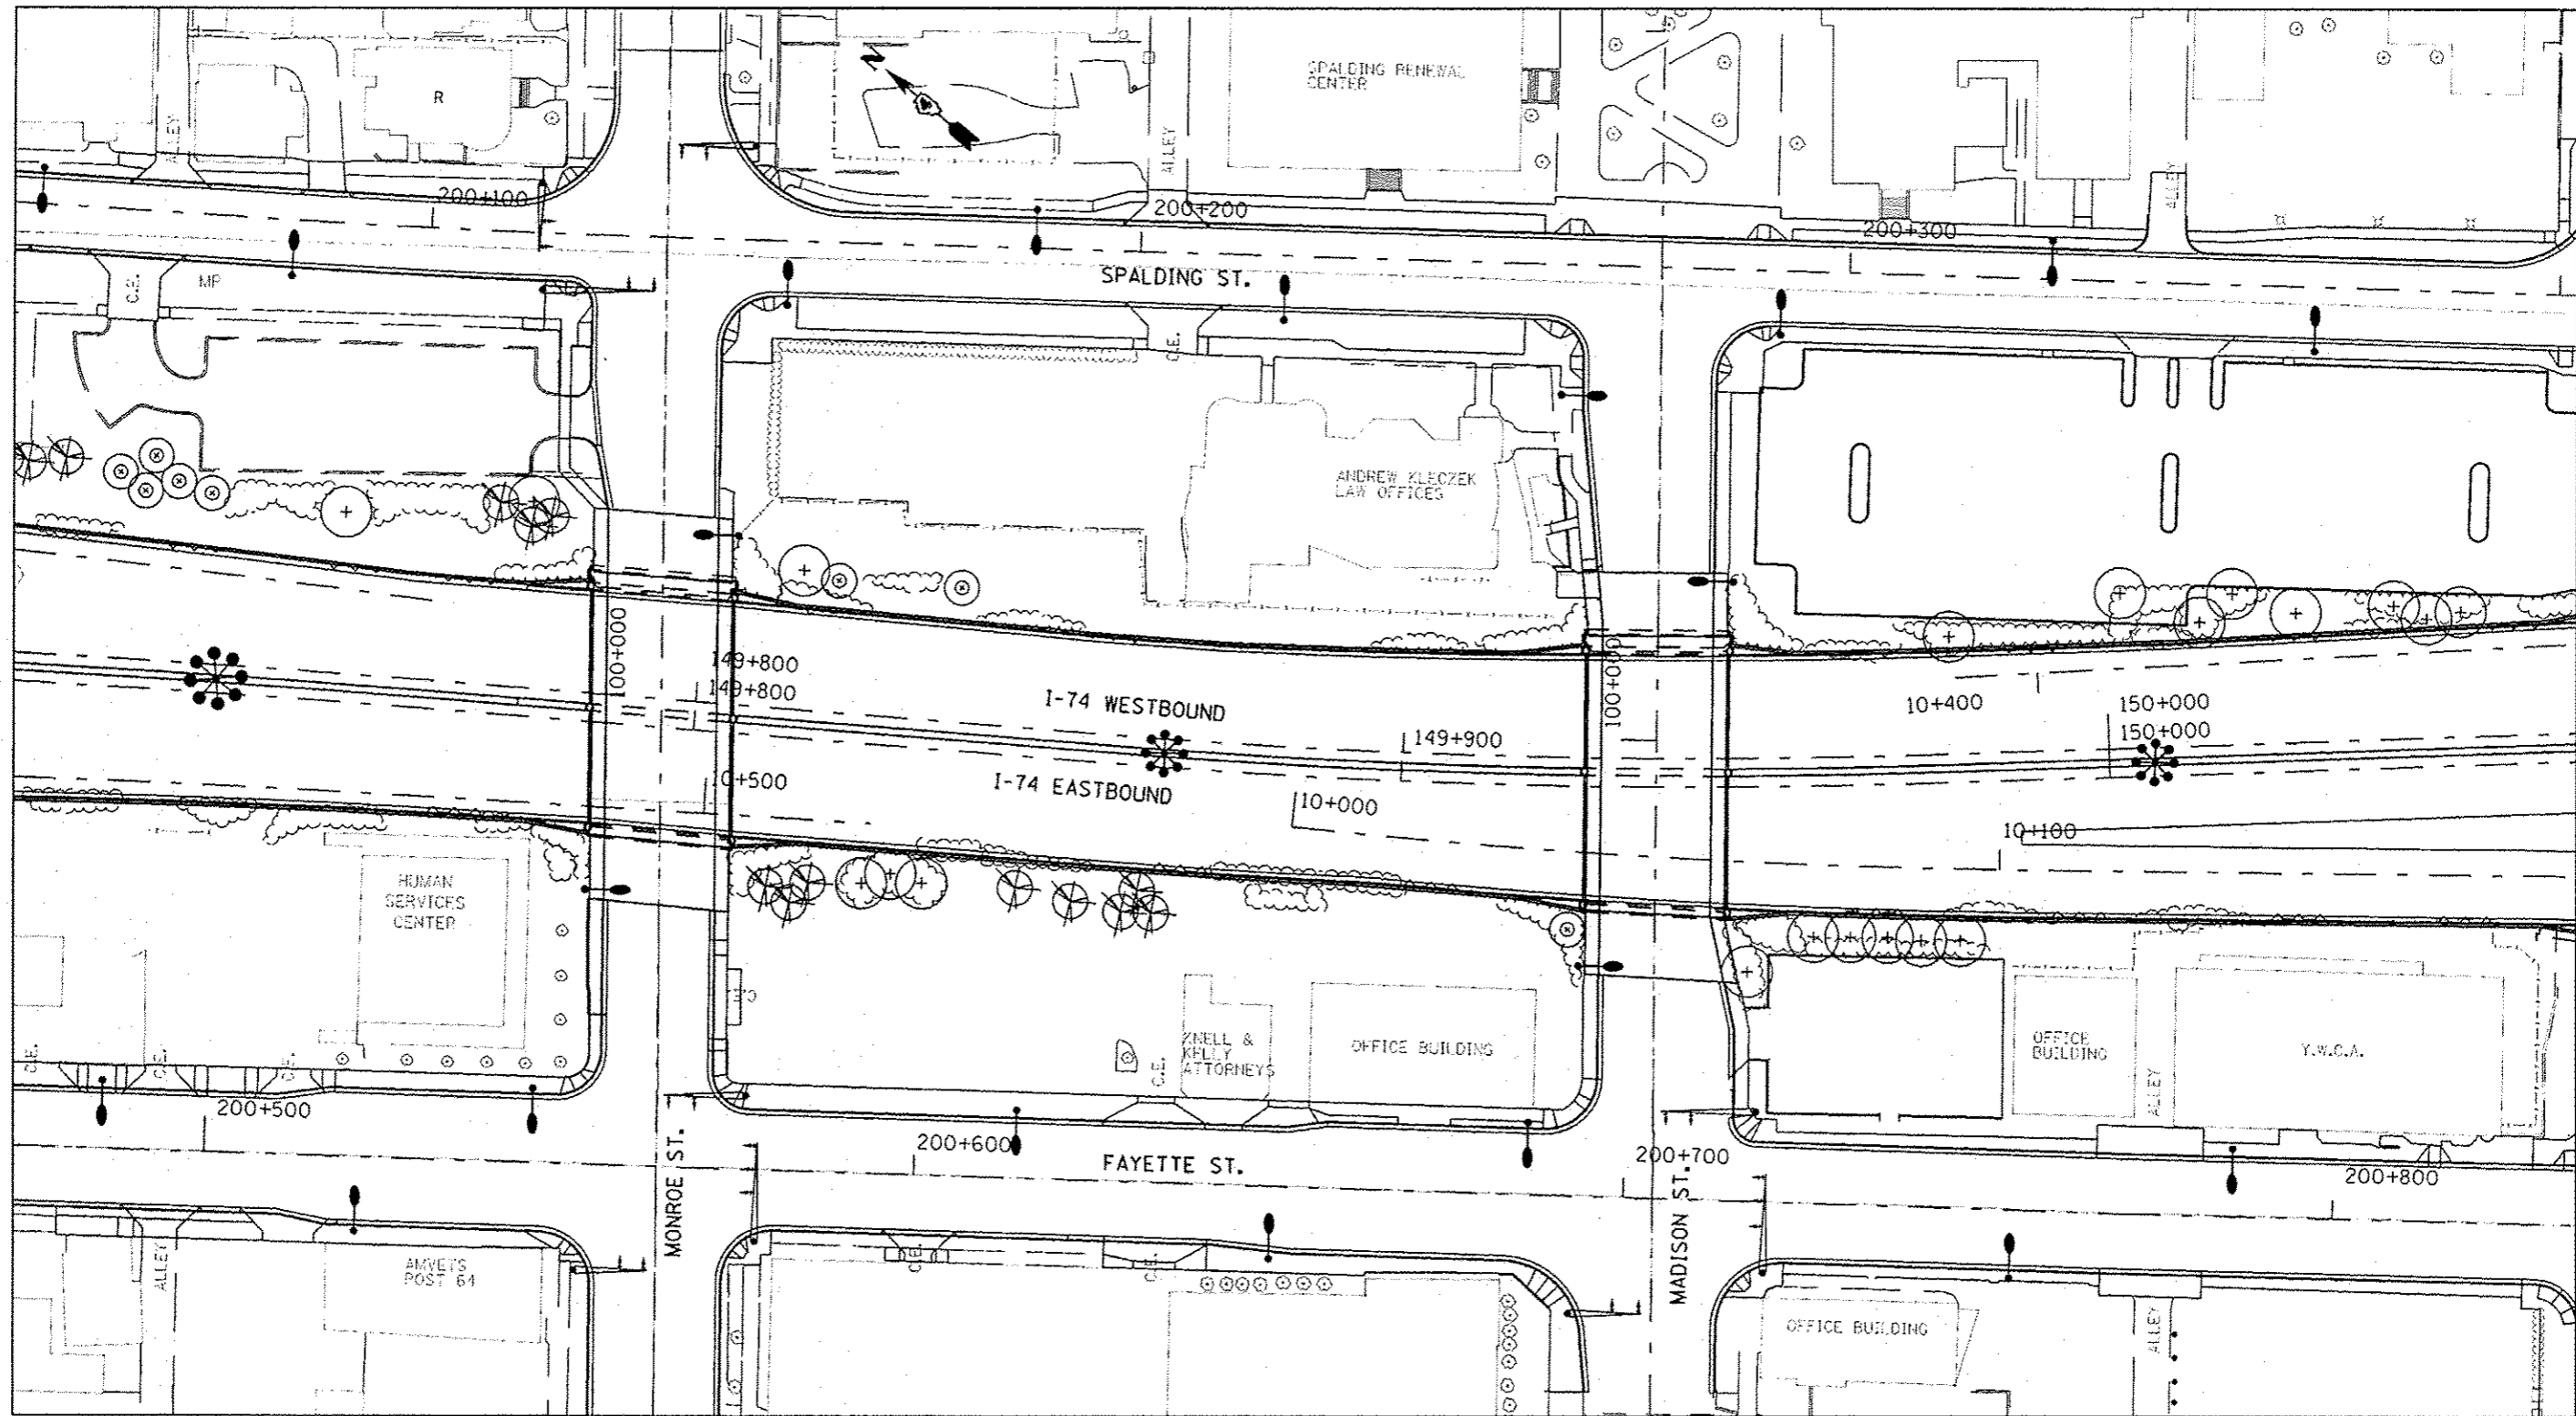 N
SPALDING RENEWAL
CENTER
R
ALLEY
ALLEY
ALLEY
200+100
200+200
200+300
SPALDING ST.
C.E.
MP
C.E.
ANDREW KLECZEK
LAW OFFICES
100+000
149+800
149+800
I-74 WESTBOUND
149+900
100+000
10+400
150+000
150+000
10+500
I-74 EASTBOUND
10+000
10+100
HUMAN
SERVICES
CENTER
C.E.
KNELL &
KELLY
ATTORNEYS
OFFICE BUILDING
OFFICE
BUILDING
Y.W.C.A.
C.E.
C.E.
C.E.
C.E.
ALLEY
200+500
MONROE ST.
200+600
FAYETTE ST.
200+700
MADISON ST.
200+800
ALLEY
AMVETS
POST 64
C.E.
C.E.
OFFICE BUILDING
ALLEY